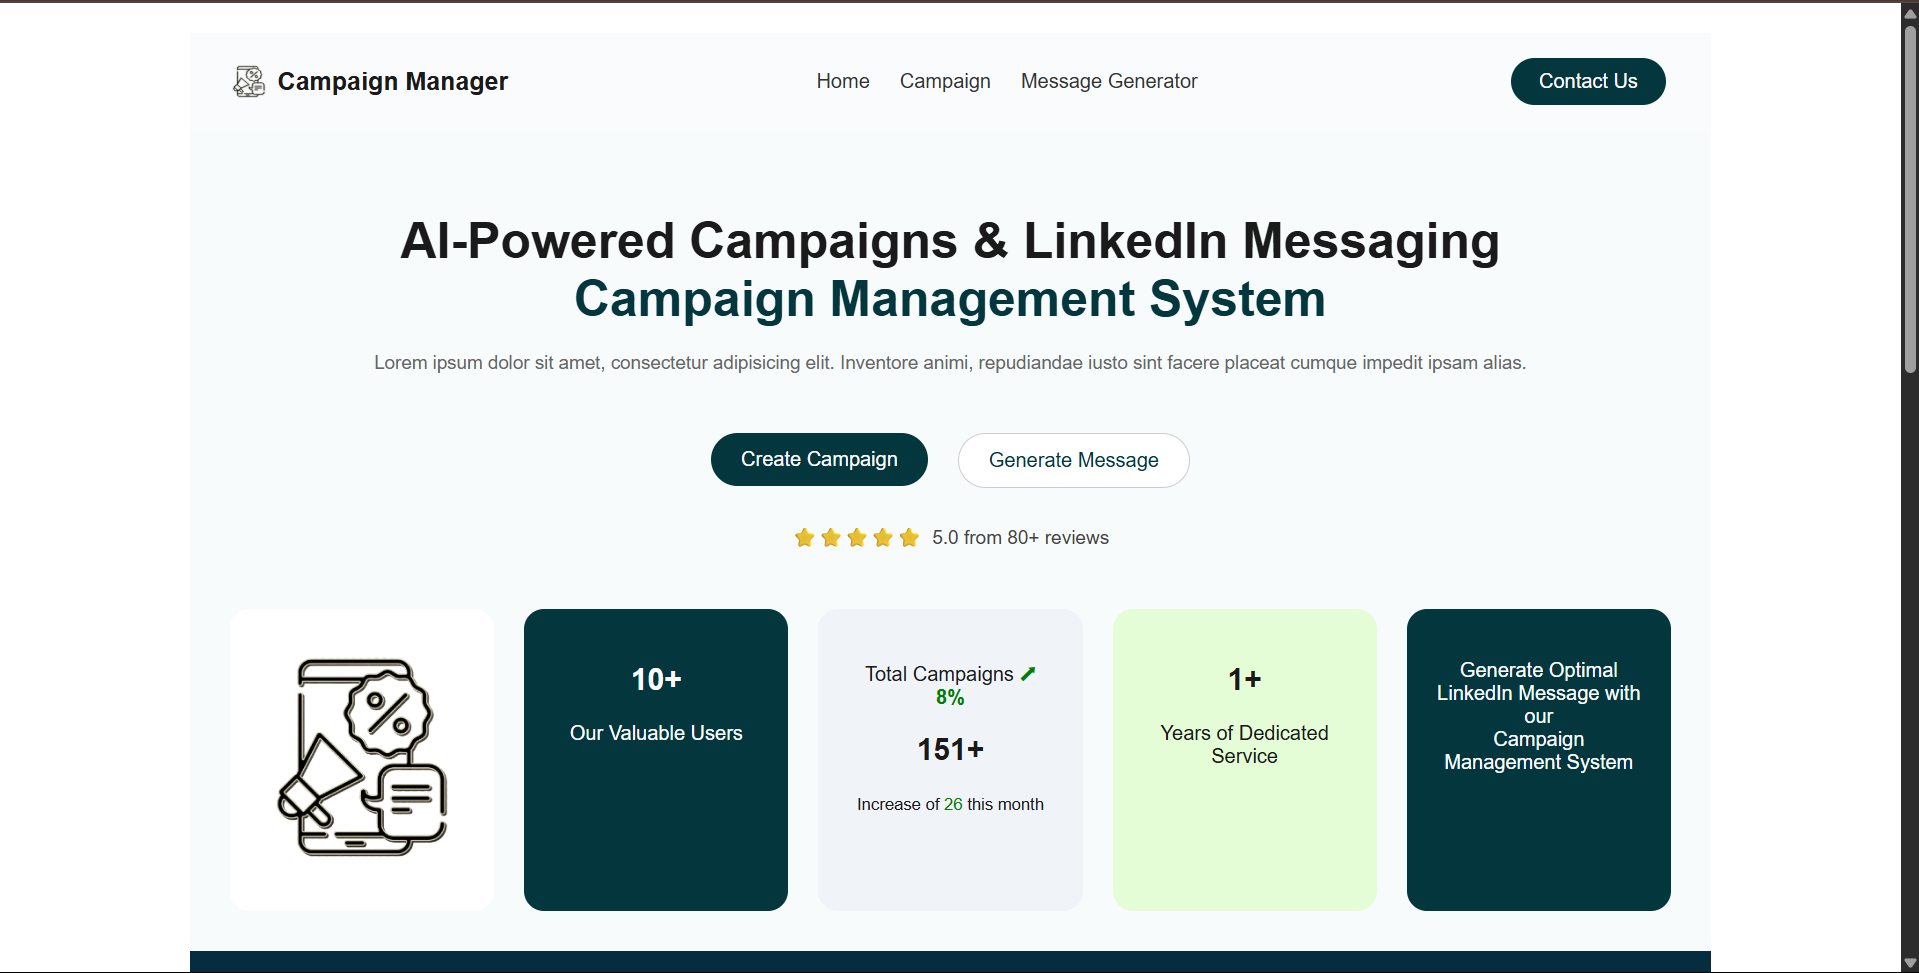 Campaign Manager
Home
Campaign
Message Generator
Contact Us
AI-Powered Campaigns & LinkedIn Messaging
Campaign Management System
Lorem ipsum dolor sit amet, consectetur adipisicing elit. Inventore animi, repudiandae iusto sint facere placeat cumque impedit ipsam alias.
Create Campaign
Generate Message
5.0 from 80+ reviews
10+
Our Valuable Users
Total Campaigns
8%
151+
Increase of 26 this month
1+
Years of Dedicated
Service
Generate Optimal
LinkedIn Message with
our
Campaign
Management System